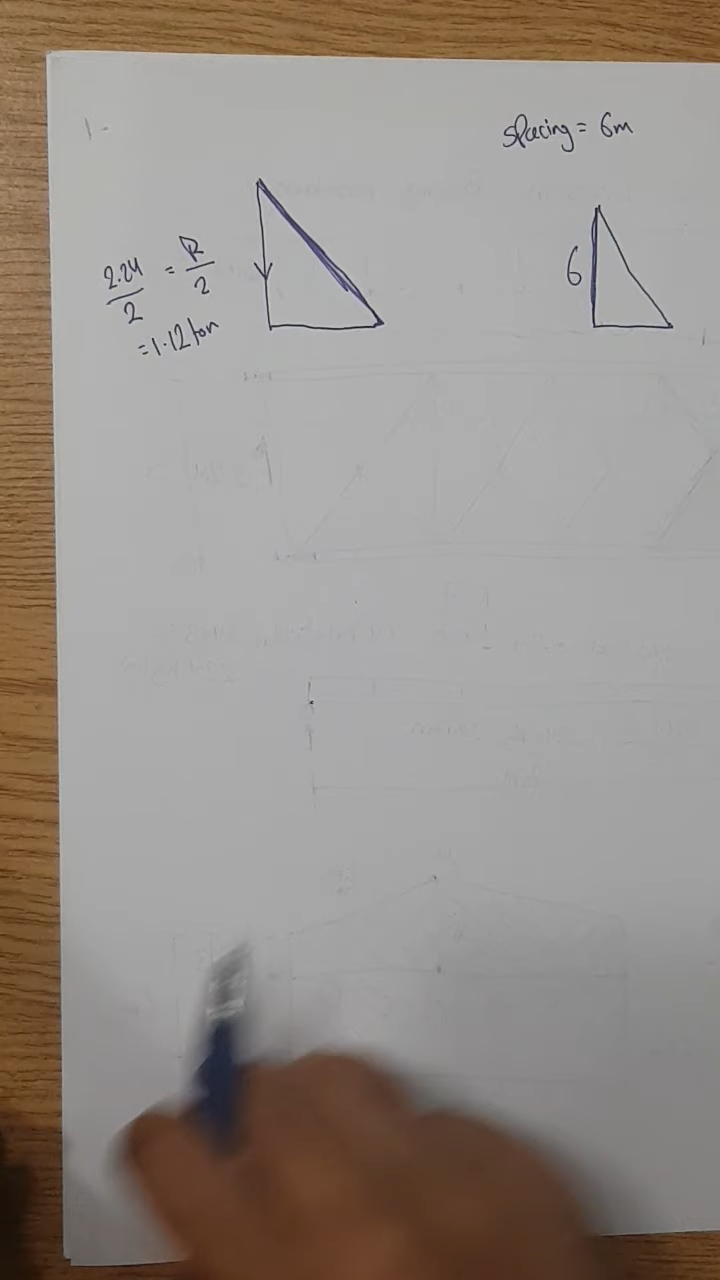 1-
spacing = 6m
2.24/2 = R/2
= 1.12 ton
6